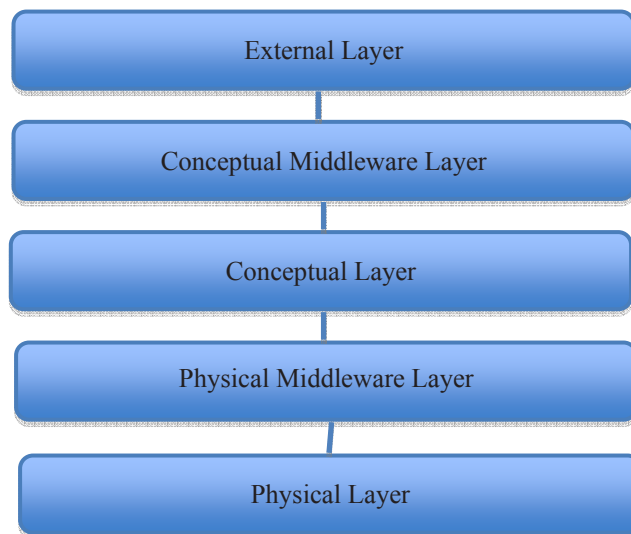 External Layer
Conceptual Middleware Layer
Conceptual Layer
Physical Middleware Layer
Physical Layer